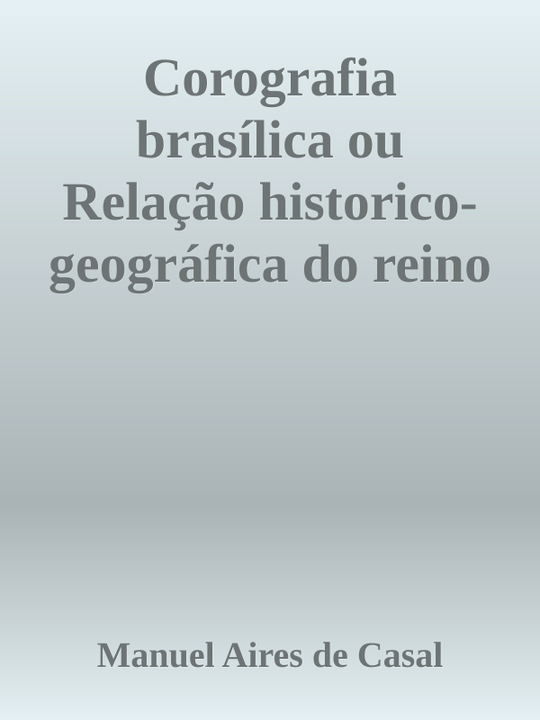 Corografia
brasílica ou
Relação historico-
geográfica do reino
Manuel Aires de Casal